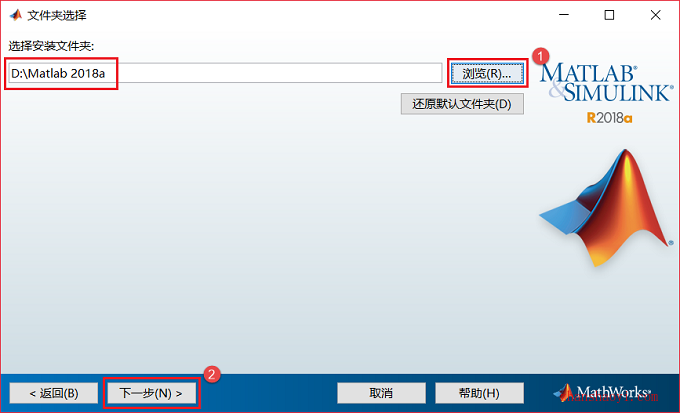 文件夹选择
选择安装文件夹:
D:\Matlab 2018a
浏览(R)...
1
还原默认文件夹(D)
MATLAB®
&SIMULINK®
R2018a
®
2
< 返回(B)
下一步(N) >
取消
帮助(H)
MathWorks®